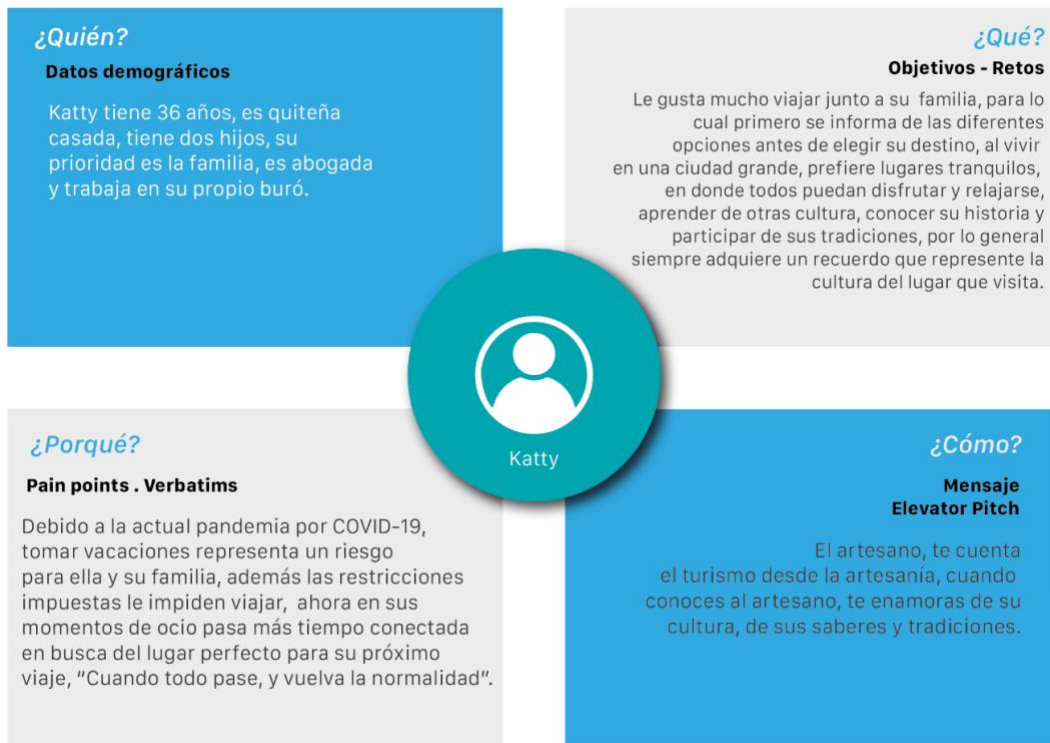 ¿Quién?
Datos demográficos
Katty tiene 36 años, es quiteña
casada, tiene dos hijos, su
prioridad es la familia, es abogada
y trabaja en su propio buró.
¿Qué?
Objetivos - Retos
Le gusta mucho viajar junto a su familia, para lo
cual primero se informa de las diferentes
opciones antes de elegir su destino, al vivir
en una ciudad grande, prefiere lugares tranquilos,
en donde todos puedan disfrutar y relajarse,
aprender de otras cultura, conocer su historia y
participar de sus tradiciones, por lo general
siempre adquiere un recuerdo que represente la
cultura del lugar que visita.
Katty
¿Porqué?
Pain points . Verbatims
Debido a la actual pandemia por COVID-19,
tomar vacaciones representa un riesgo
para ella y su familia, además las restricciones
impuestas le impiden viajar, ahora en sus
momentos de ocio pasa más tiempo conectada
en busca del lugar perfecto para su próximo
viaje, “Cuando todo pase, y vuelva la normalidad”.
¿Cómo?
Mensaje
Elevator Pitch
El artesano, te cuenta
el turismo desde la artesanía, cuando
conoces al artesano, te enamoras de su
cultura, de sus saberes y tradiciones.